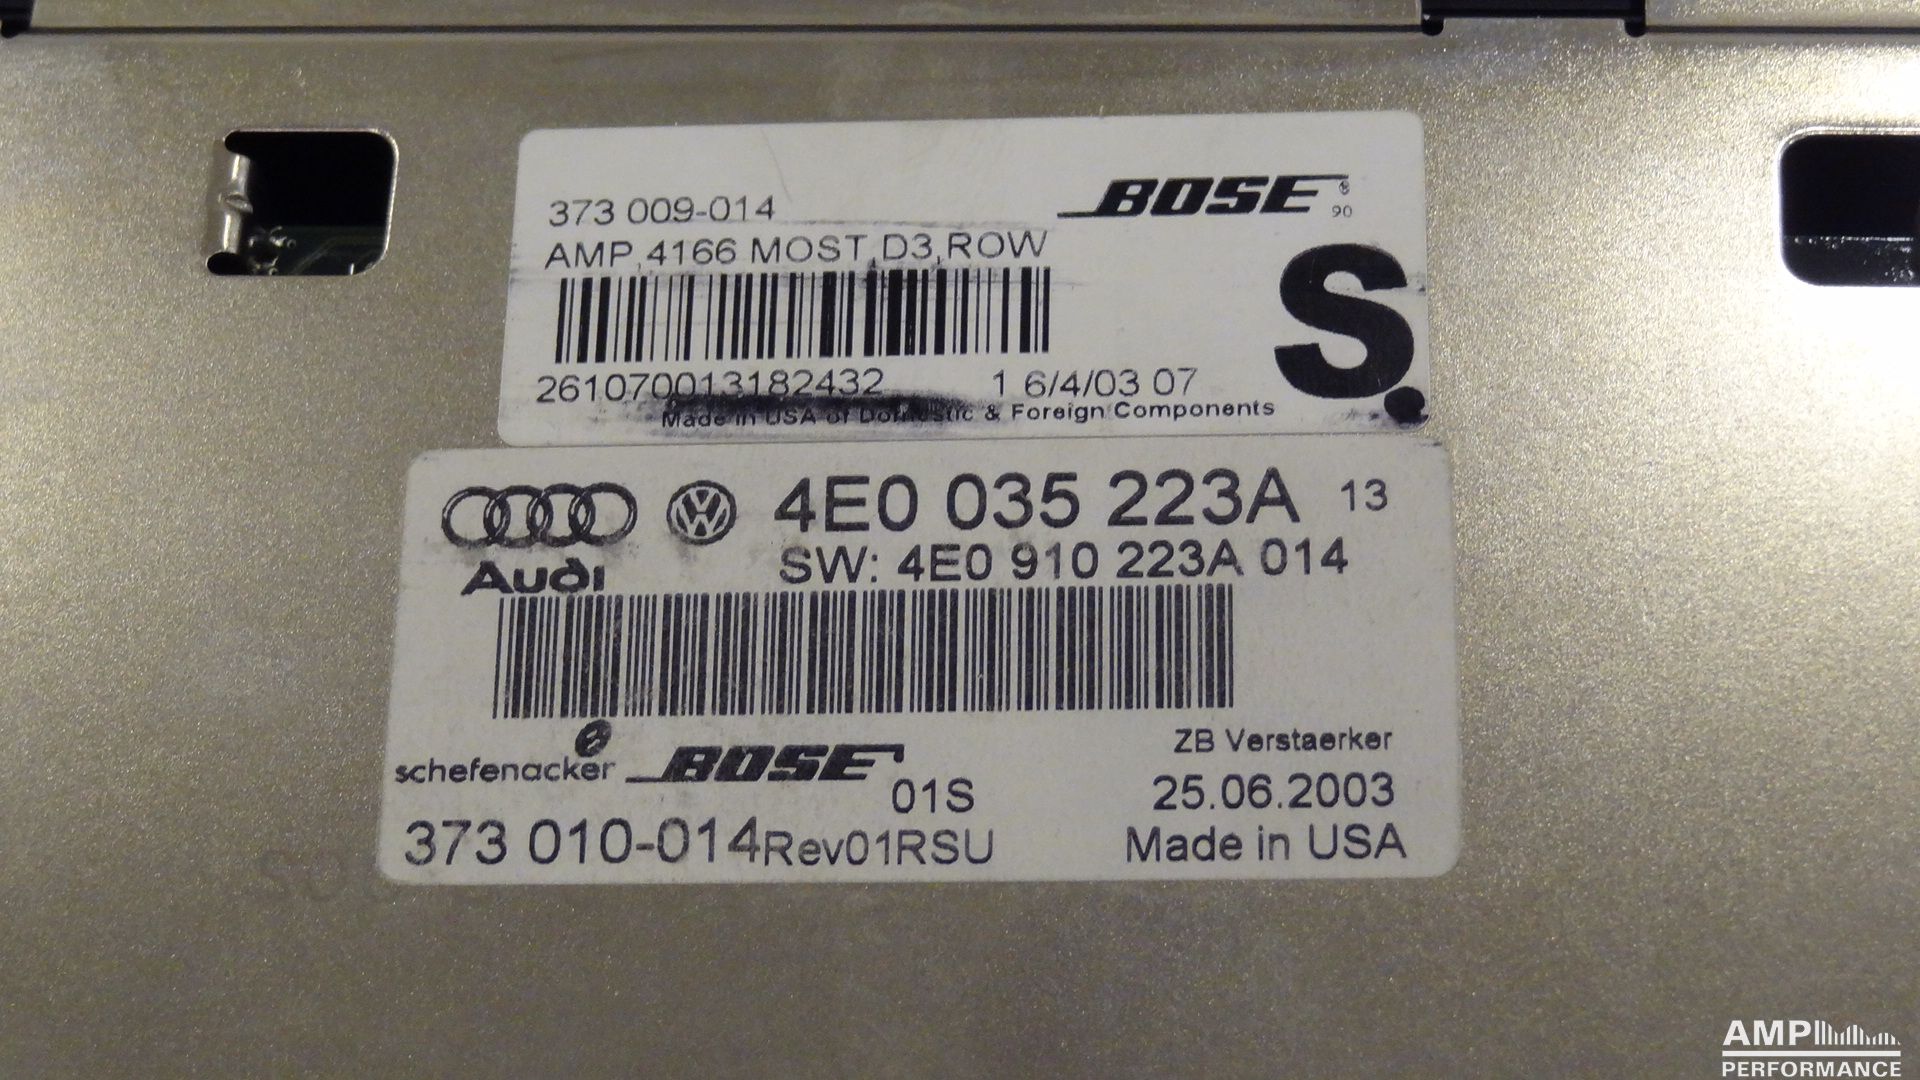 BOSE®
90
373 009-014
AMP,4166 MOST,D3,ROW
S.
261070013182432 1 6/4/03 07
Made in USA of Domestic & Foreign Components
4E0 035 223A 13
SW: 4E0 910 223A 014
Audi
schefenacker BOSE
01S
ZB Verstaerker
25.06.2003
373 010-014Rev01RSU
Made in USA
AMP
PERFORMANCE